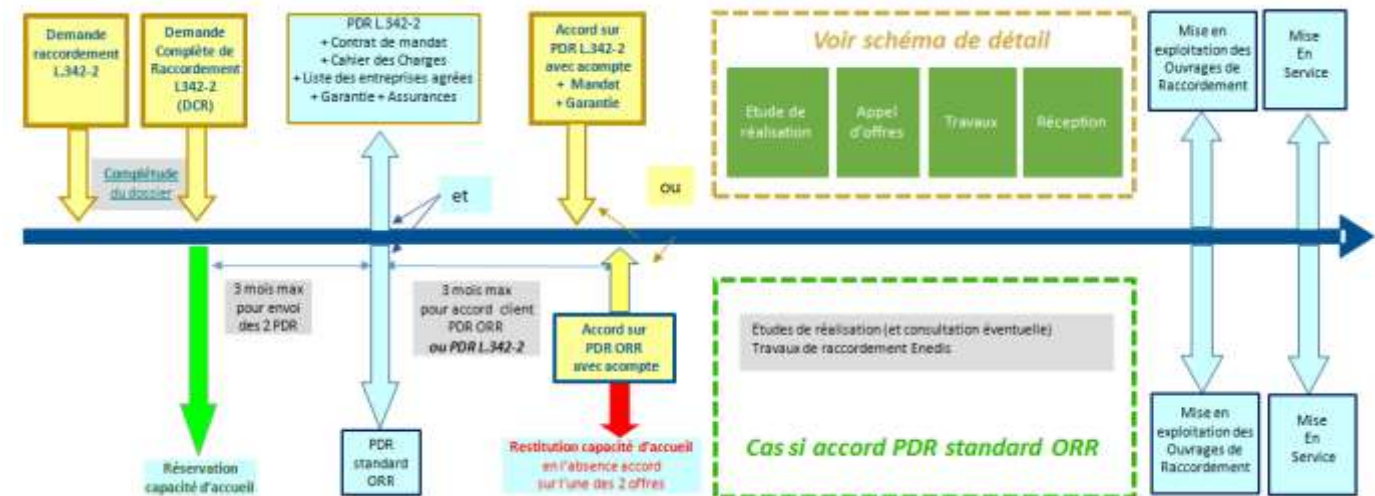 Demande
raccordement
L.342-2
Demande
Complète de
Raccordement
L342-2
(DCR)
PDR L.342-2
+ Contrat de mandat
+ Cahier des Charges
+ Liste des entreprises agrées
+ Garantie + Assurances
Accord sur
PDR L.342-2
avec acompte
+ Mandat
+ Garantie
Voir schéma de détail
Etude de
réalisation
Appel
d'offres
Travaux
Réception
Mise en
exploitation des
Ouvrages de
Raccordement
Mise
En
Service
Complétude
du dossier
et
ou
3 mois max
pour envoi
des 2 PDR
3 mois max
pour accord client
PDR ORR
ou PDR L.342-2
Accord sur
PDR ORR
avec acompte
Etudes de réalisation (et consultation éventuelle)
Travaux de raccordement Enedis
Cas si accord PDR standard ORR
Réservation
capacité d'accueil
PDR
standard
ORR
Restitution capacité d'accueil
en l'absence accord
sur l'une des 2 offres
Mise en
exploitation des
Ouvrages de
Raccordement
Mise
En
Service